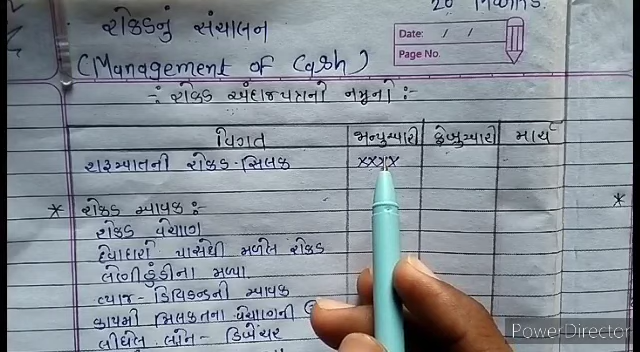 રોકડનું સંચાલન
(Management of Cash)
Date: / /
Page No.
-: રોકડ અંદાજપત્રનો નમુનો :-
વિગત જાન્યુઆરી ફેબ્રુઆરી માર્ચ
શરૂઆતની રોકડ સિલક xxxx
* રોકડ આવક :- *
રોકડ વેચાણ
દેવાદારો પાસેથી મળેલ રોકડ
લેણીહુંડીના મળ્યા
વ્યાજ - ડિવિડન્ડની આવક
કાયમી મિલકતના વેચાણની
લીધેલ લોન - ડિબેંચર
PowerDirector